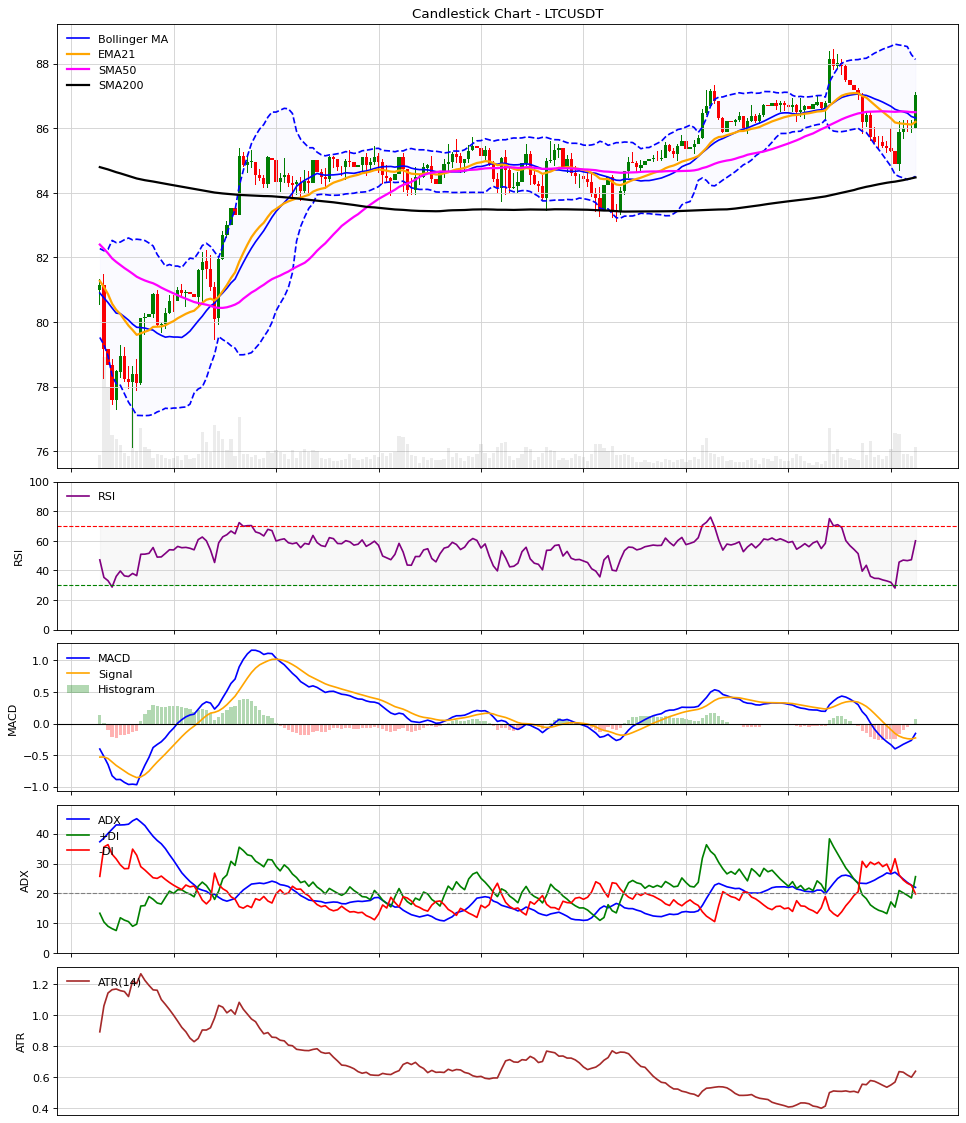 Candlestick Chart - LTCUSDT
Bollinger MA
EMA21
SMA50
SMA200
88
86
84
82
80
78
76
RSI
RSI
100
80
60
40
20
0
MACD
MACD
Signal
Histogram
1.0
0.5
0.0
−0.5
−1.0
ADX
ADX
+DI
-DI
40
30
20
10
0
ATR
ATR(14)
1.2
1.0
0.8
0.6
0.4